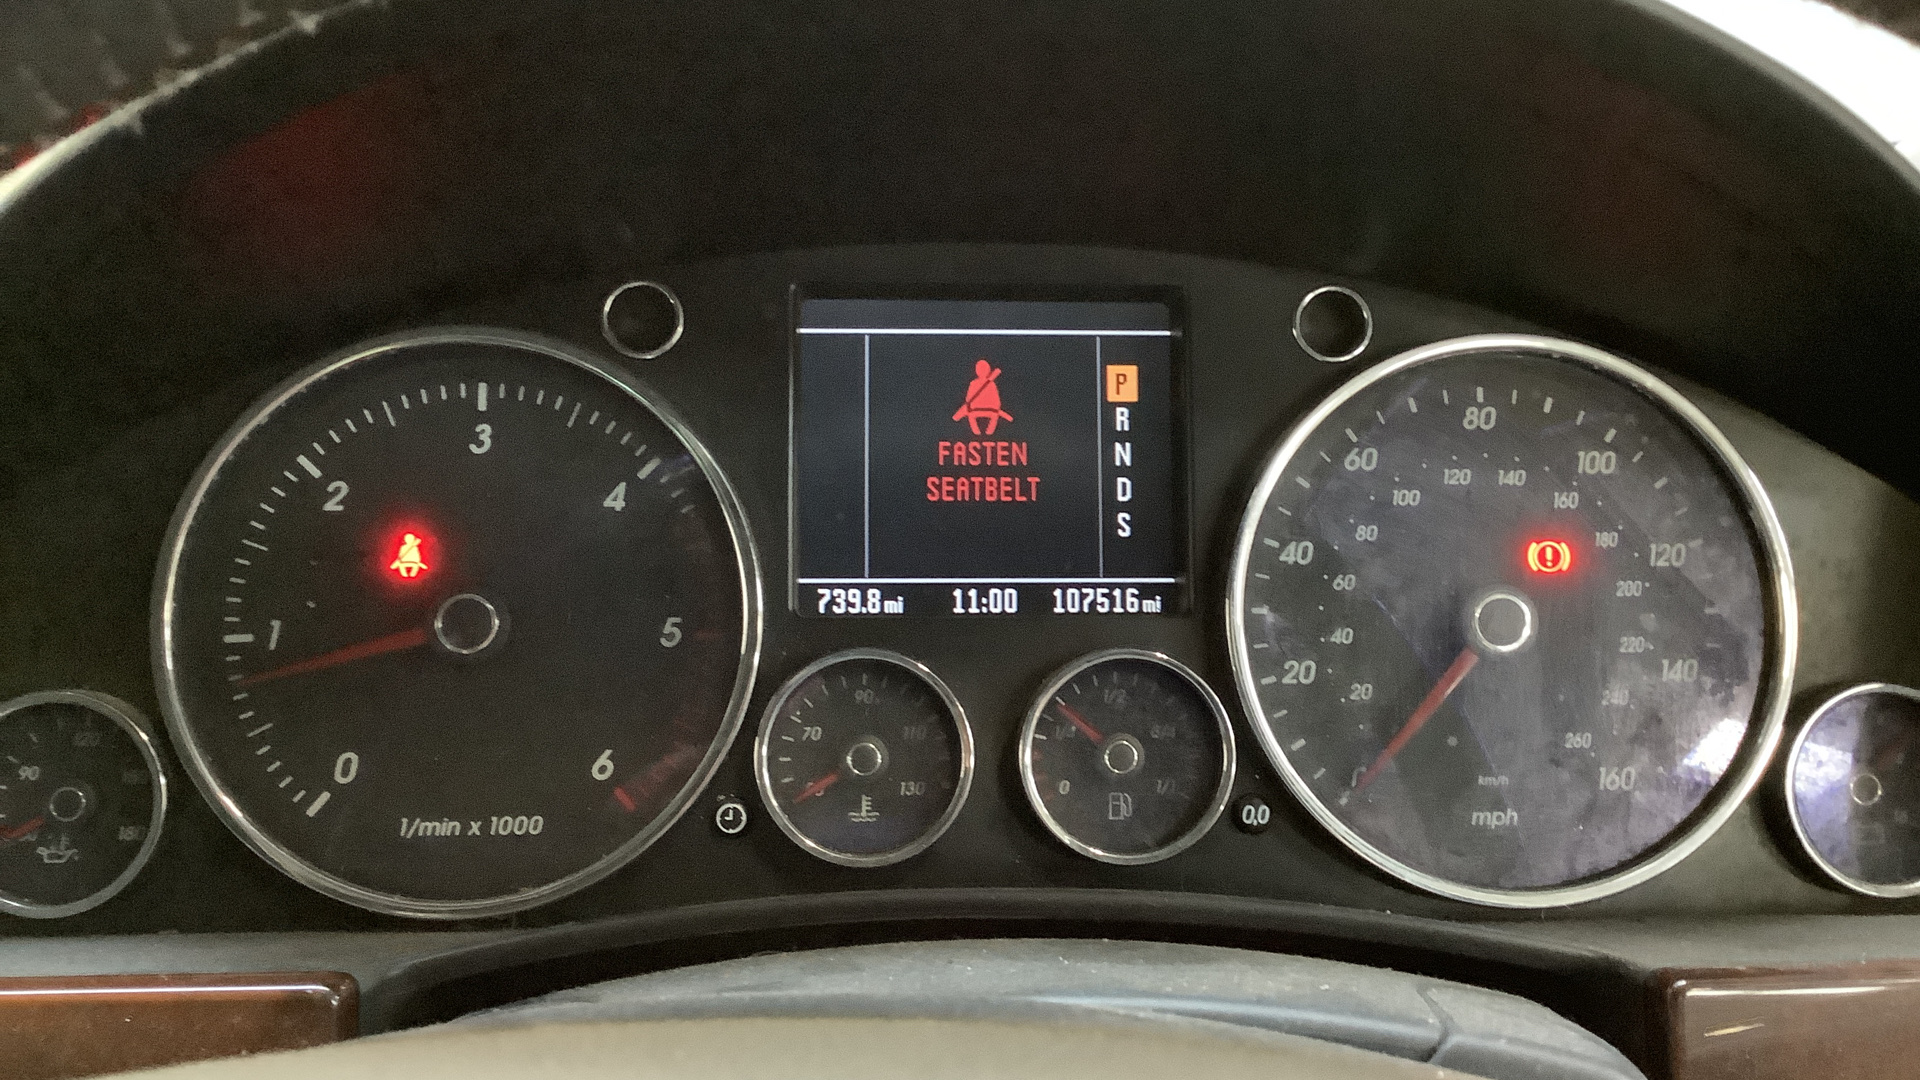 FASTEN
SEATBELT
P
R
N
D
S
739.8 mi 11:00 107516 mi
0 1 2 3 4 5 6
1/min x 1000
20 40 60 80 100 120 140 160
20 40 60 80 100 120 140 160 180 200 220 240 260
km/h
mph
70 90 110 130
0 1/4 1/2 3/4 1/1
0,0
90 120